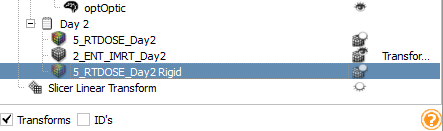 optOptic
Day 2
5_RTDOSE_Day2
2_ENT_IMRT_Day2 Transfor...
5_RTDOSE_Day2 Rigid
Slicer Linear Transform
Transforms ID's